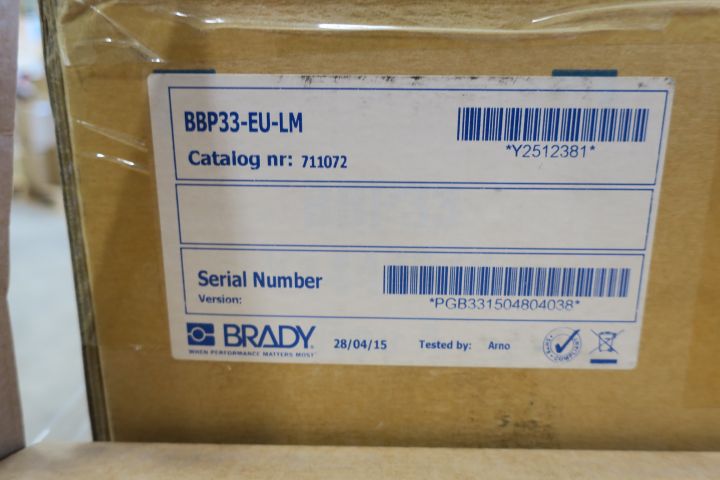 BBP33-EU-LM
*Y2512381*
Catalog nr: 711072
Serial Number
*PGB331504804038*
Version:
BRADY.
WHEN PERFORMANCE MATTERS MOST
28/04/15
Tested by: Arno
COMPLIANT